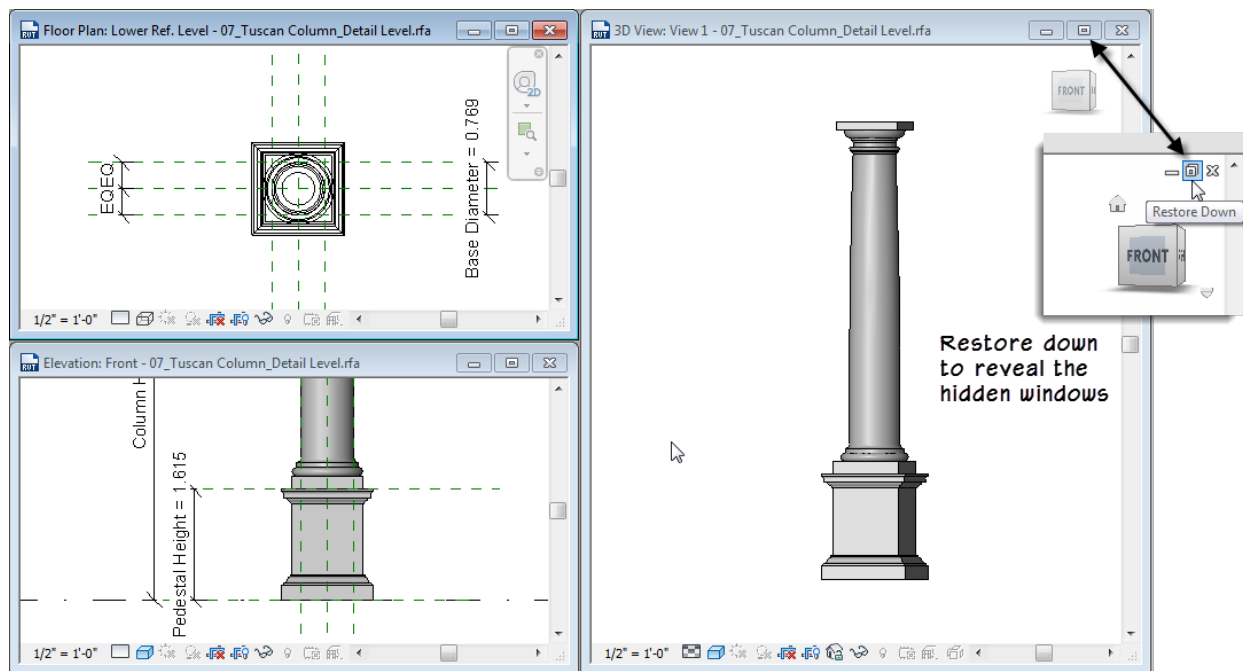 Floor Plan: Lower Ref. Level - 07_Tuscan Column_Detail Level.rfa
2D
EQEQ
Base Diameter = 0.769
1/2" = 1'-0"
Elevation: Front - 07_Tuscan Column_Detail Level.rfa
Column H
Pedestal Height = 1.615
1/2" = 1'-0"
3D View: View 1 - 07_Tuscan Column_Detail Level.rfa
FRONT
Restore Down
FRONT
Restore down
to reveal the
hidden windows
1/2" = 1'-0"